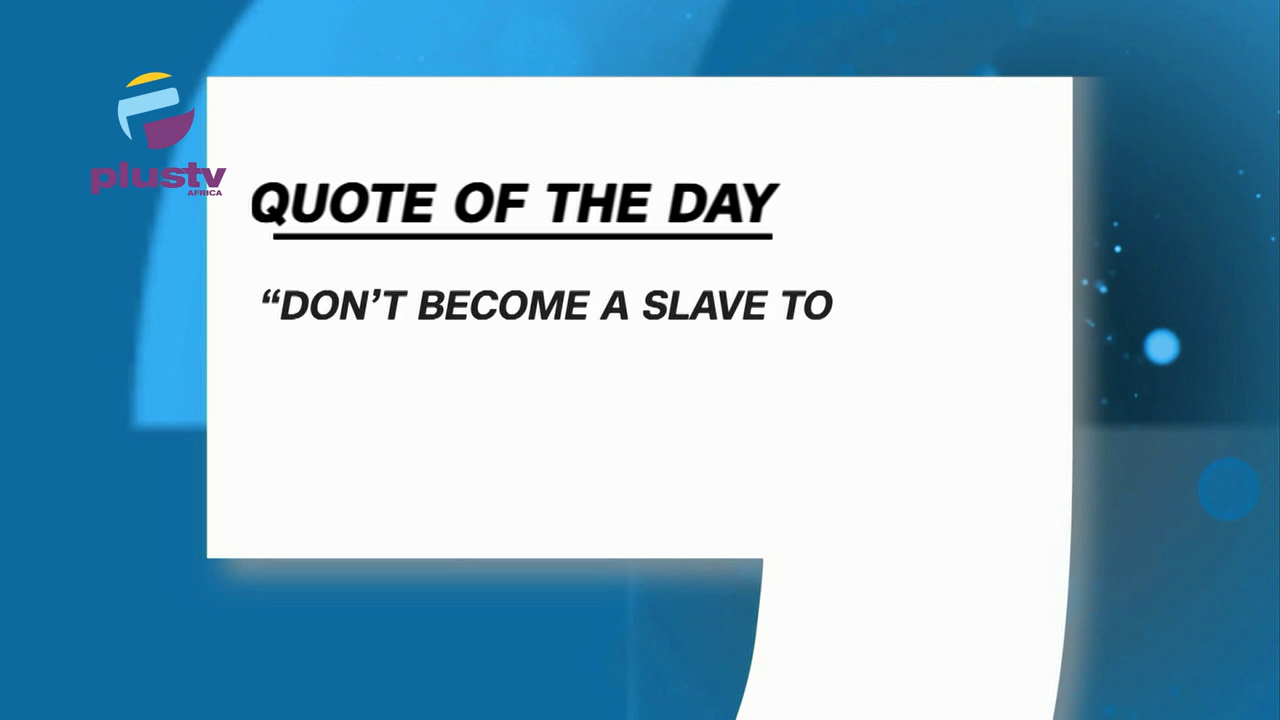 plustv
AFRICA
QUOTE OF THE DAY
“DON’T BECOME A SLAVE TO